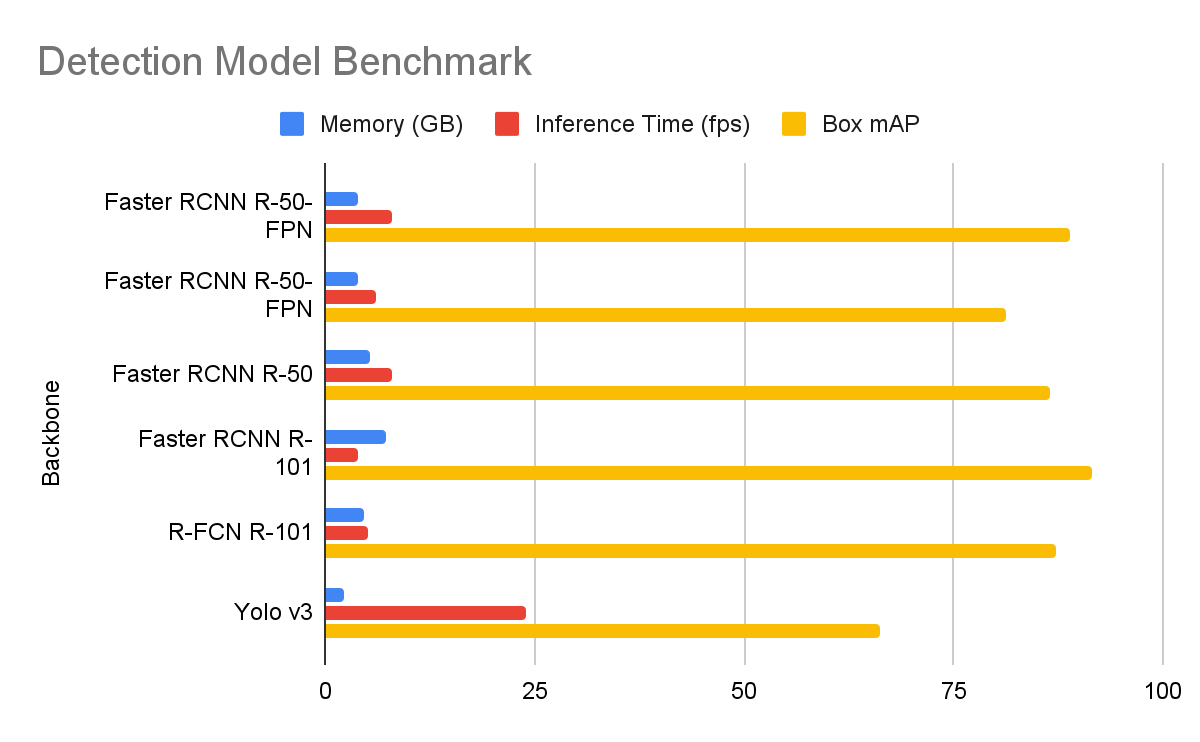 Detection Model Benchmark
Memory (GB) Inference Time (fps) Box mAP
Faster RCNN R-50-
FPN
Faster RCNN R-50-
FPN
Faster RCNN R-50
Faster RCNN R-
101
R-FCN R-101
Yolo v3
Backbone
0 25 50 75 100